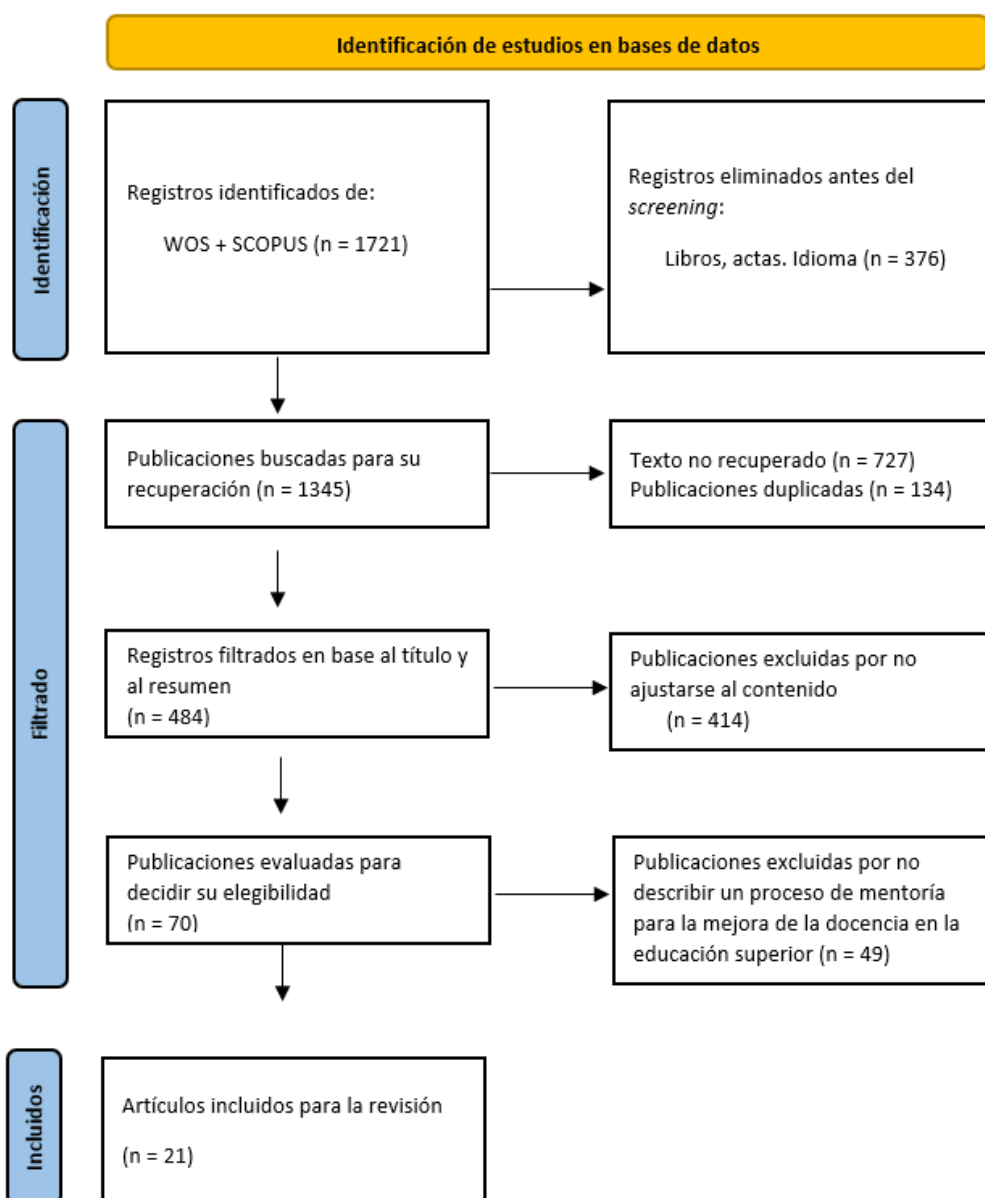 Identificación de estudios en bases de datos
Identificación
Registros identificados de:
WOS + SCOPUS (n = 1721)
Registros eliminados antes del
screening:
Libros, actas. Idioma (n = 376)
Filtrado
Publicaciones buscadas para su
recuperación (n = 1345)
Texto no recuperado (n = 727)
Publicaciones duplicadas (n = 134)
Registros filtrados en base al título y
al resumen
(n = 484)
Publicaciones excluidas por no
ajustarse al contenido
(n = 414)
Publicaciones evaluadas para
decidir su elegibilidad
(n = 70)
Publicaciones excluidas por no
describir un proceso de mentoría
para la mejora de la docencia en la
educación superior (n = 49)
Incluidos
Artículos incluidos para la revisión
(n = 21)